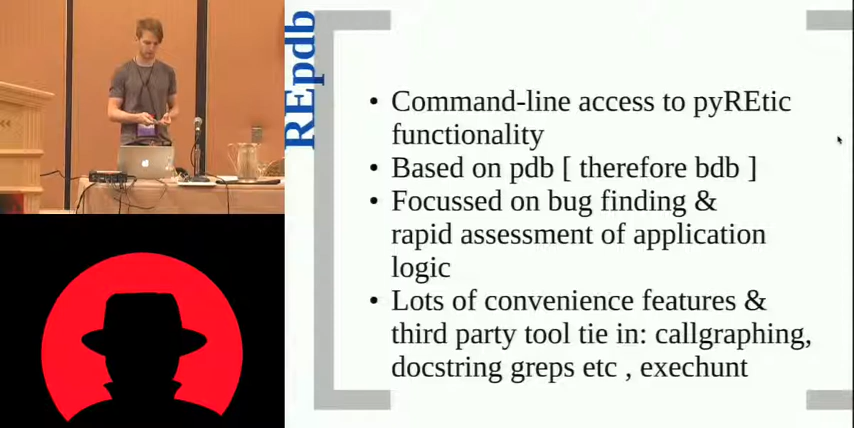 REpdb
• Command-line access to pyREtic
functionality
• Based on pdb [ therefore bdb ]
• Focussed on bug finding &
rapid assessment of application
logic
• Lots of convenience features &
third party tool tie in: callgraphing,
docstring greps etc , exechunt